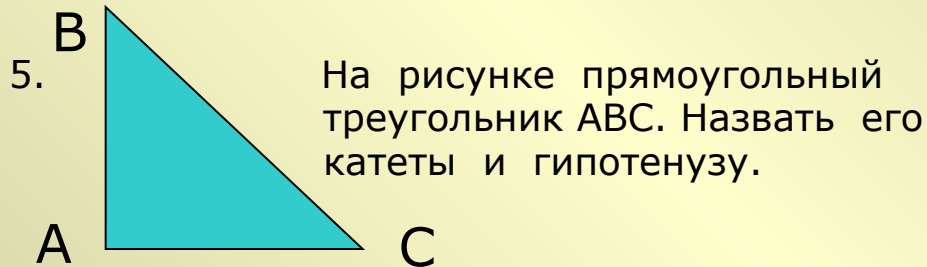 B
5.
На рисунке прямоугольный
треугольник АВС. Назвать его
катеты и гипотенузу.
A
C